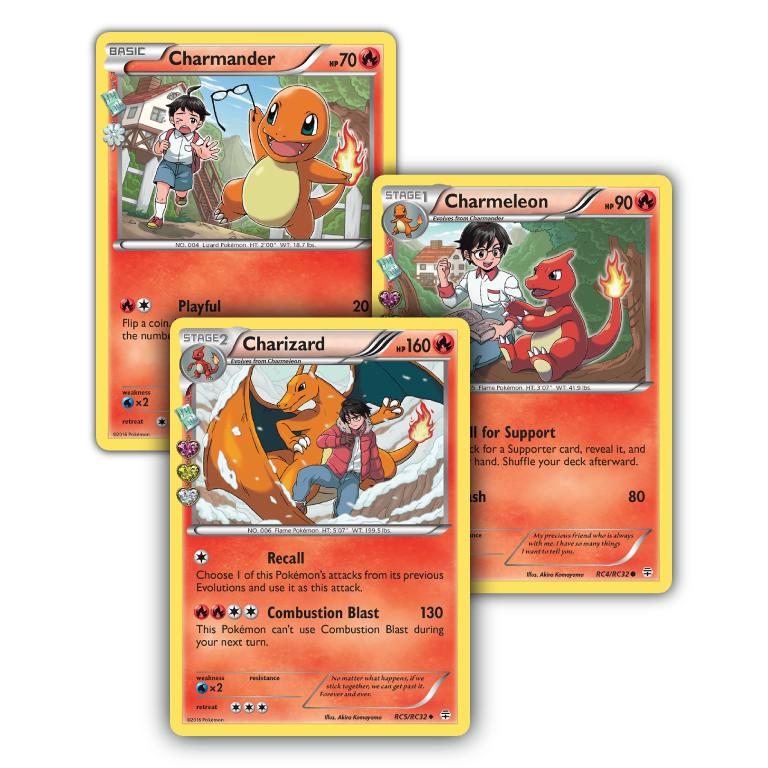 BASIC
Charmander
HP70
NO. 004 Lizard Pokémon. HT: 2'00" WT: 18.7 lbs.
Playful
20
Flip a coin
the numb
weakness
×2
retreat
©2016 Pokémon
STAGE1
Charmeleon
HP90
Evolves from Charmander
5 Flame Pokémon. HT: 3'07" WT: 41.9 lbs.
ll for Support
ck for a Supporter card, reveal it, and
hand. Shuffle your deck afterward.
ash
80
nce
My precious friend who is always
with me. I have so many things
I want to tell you.
Illus. Akira Komayama
RC4/RC32
STAGE2
Charizard
HP160
Evolves from Charmeleon
NO. 006 Flame Pokémon. HT: 5'07" WT: 199.5 lbs.
Recall
Choose 1 of this Pokémon's attacks from its previous
Evolutions and use it as this attack.
Combustion Blast 130
This Pokémon can't use Combustion Blast during
your next turn.
weakness resistance
×2
No matter what happens, if we
stick together, we can get past it.
Forever and ever.
retreat
©2016 Pokémon
Illus. Akira Komayama
RC5/RC32